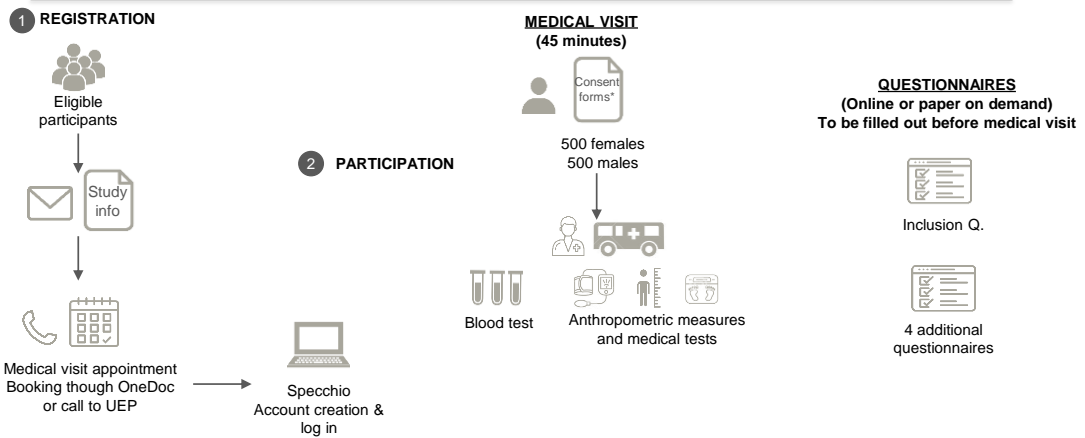 1 REGISTRATION
Eligible
participants
Study
info
Medical visit appointment
Booking though OneDoc
or call to UEP
Specchio
Account creation &
log in
2 PARTICIPATION
MEDICAL VISIT
(45 minutes)
Consent
forms*
500 females
500 males
Blood test
Anthropometric measures
and medical tests
QUESTIONNAIRES
(Online or paper on demand)
To be filled out before medical visit
Inclusion Q.
4 additional
questionnaires